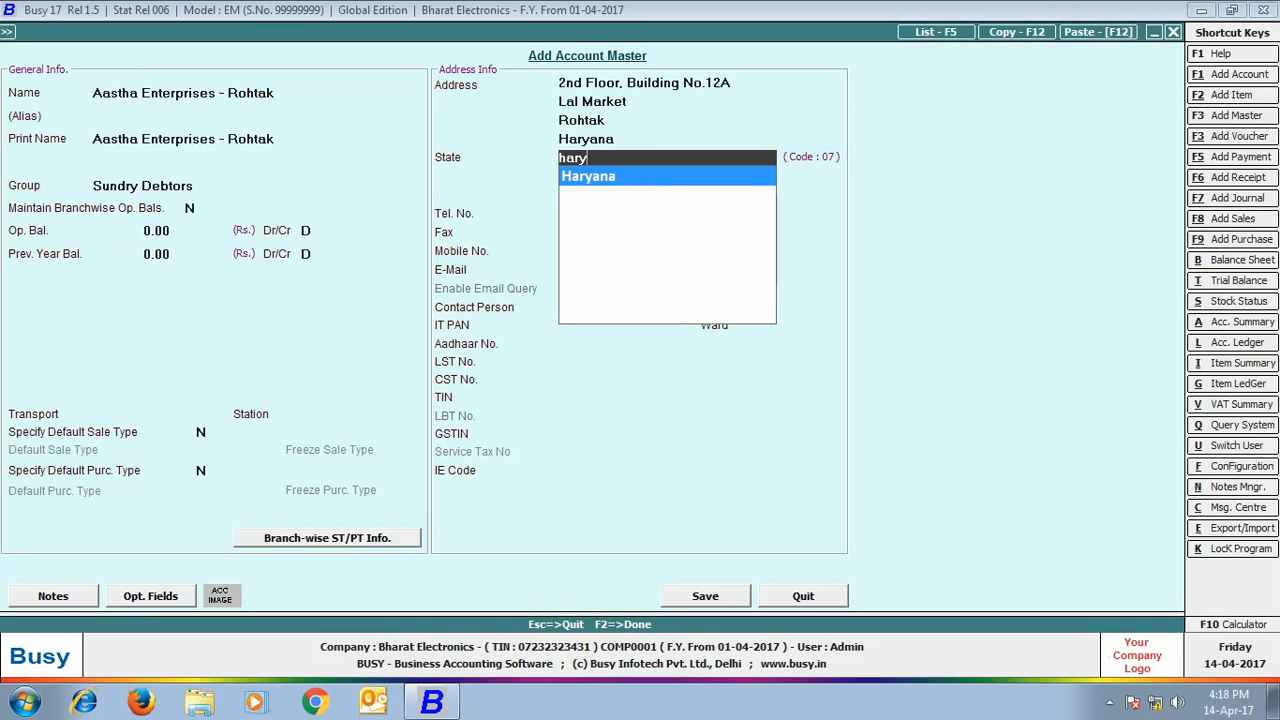 Busy 17 Rel 1.5 | Stat Rel 006 | Model : EM (S.No. 99999999) | Global Edition | Bharat Electronics - F.Y. From 01-04-2017
>> List - F5 Copy - F12 Paste - [F12]
Add Account Master
General Info.
Name Aastha Enterprises - Rohtak
(Alias)
Print Name Aastha Enterprises - Rohtak
Group Sundry Debtors
Maintain Branchwise Op. Bals. N
Op. Bal. 0.00 (Rs.) Dr/Cr D
Prev. Year Bal. 0.00 (Rs.) Dr/Cr D
Transport Station
Specify Default Sale Type N
Default Sale Type Freeze Sale Type
Specify Default Purc. Type N
Default Purc. Type Freeze Purc. Type
Branch-wise ST/PT Info.
Address Info
Address 2nd Floor, Building No.12A
Lal Market
Rohtak
Haryana
State hary ( Code : 07 )
Haryana
Tel. No.
Fax
Mobile No.
E-Mail
Enable Email Query
Contact Person
IT PAN Ward
Aadhaar No.
LST No.
CST No.
TIN
LBT No.
GSTIN
Service Tax No
IE Code
Notes Opt. Fields ACC IMAGE Save Quit
Esc=>Quit F2=>Done
Shortcut Keys
F1 Help
F1 Add Account
F2 Add Item
F3 Add Master
F3 Add Voucher
F5 Add Payment
F6 Add Receipt
F7 Add Journal
F8 Add Sales
F9 Add Purchase
B Balance Sheet
T Trial Balance
S Stock Status
A Acc. Summary
L Acc. Ledger
I Item Summary
G Item LedGer
V VAT Summary
Q Query System
U Switch User
F ConFiguration
N Notes Mngr.
C Msg. Centre
E Export/Import
K LocK Program
F10 Calculator
Busy
Company : Bharat Electronics - ( TIN : 07232323431 ) COMP0001 ( F.Y. From 01-04-2017 ) - User : Admin
BUSY - Business Accounting Software ; (c) Busy Infotech Pvt. Ltd., Delhi ; www.busy.in
Your
Company
Logo
Friday
14-04-2017
4:18 PM
14-Apr-17